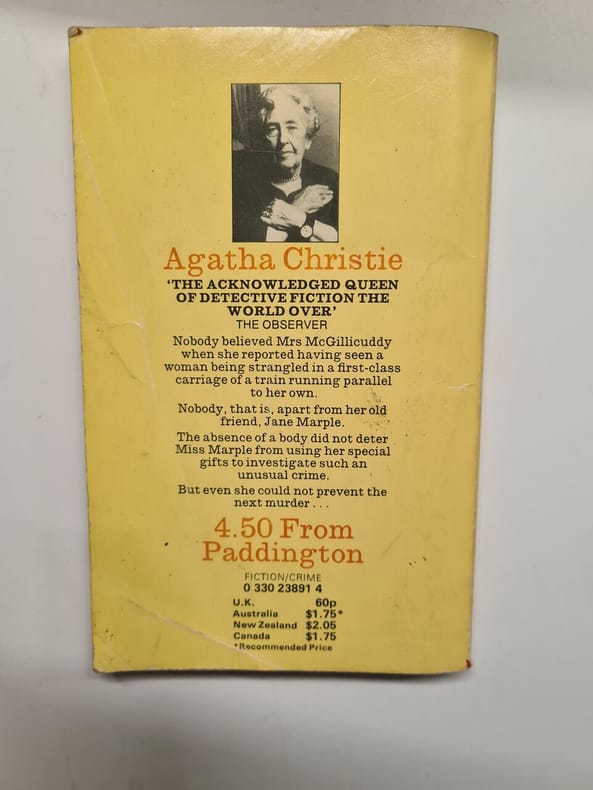 Agatha Christie
‘THE ACKNOWLEDGED QUEEN
OF DETECTIVE FICTION THE
WORLD OVER’
THE OBSERVER
Nobody believed Mrs McGillicuddy
when she reported having seen a
woman being strangled in a first-class
carriage of a train running parallel
to her own.
Nobody, that is, apart from her old
friend, Jane Marple.
The absence of a body did not deter
Miss Marple from using her special
gifts to investigate such an
unusual crime.
But even she could not prevent the
next murder . . .
4.50 From
Paddington
FICTION/CRIME
0 330 23891 4
U.K. 60p
Australia $1.75*
New Zealand $2.05
Canada $1.75
*Recommended Price